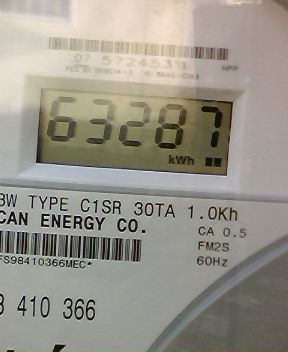 07 57245311
63287
kWh
3W TYPE C1SR 30TA 1.0Kh
CAN ENERGY CO.
CA 0.5
FM2S
60Hz
FS98410366MEC*
410 366